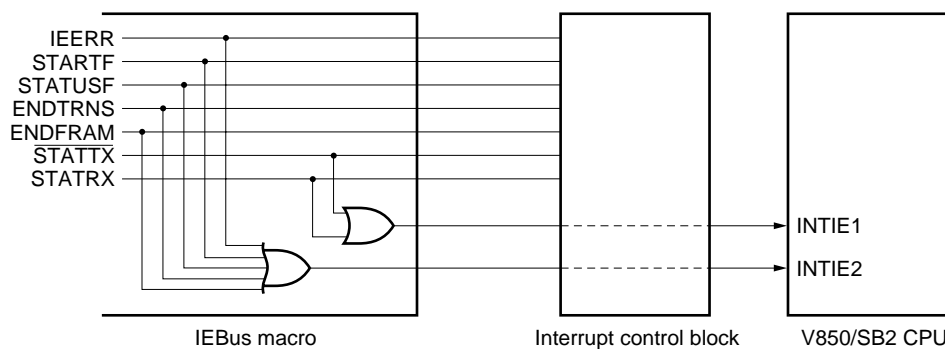 IEERR
STARTF
STATUSF
ENDTRNS
ENDFRAM
STATTX
STATRX
INTIE1
INTIE2
IEBus macro
Interrupt control block
V850/SB2 CPU